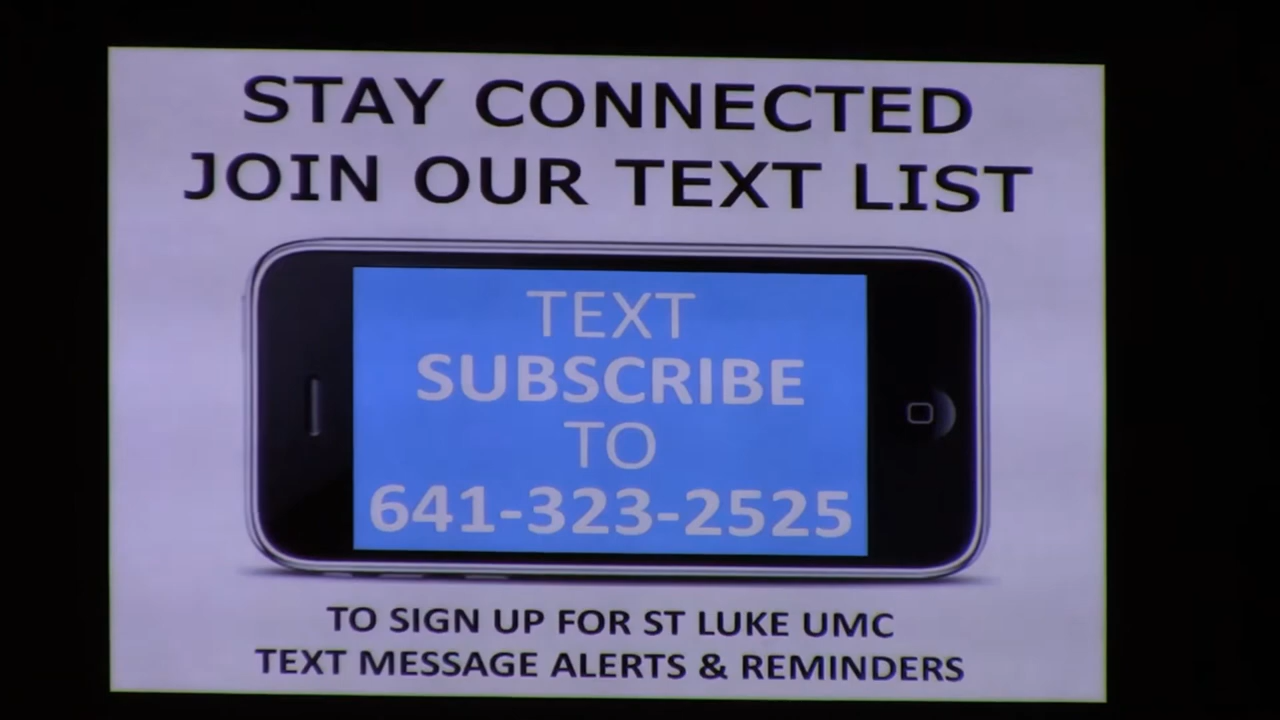 STAY CONNECTED
JOIN OUR TEXT LIST
TEXT
SUBSCRIBE
TO
641-323-2525
TO SIGN UP FOR ST LUKE UMC
TEXT MESSAGE ALERTS & REMINDERS